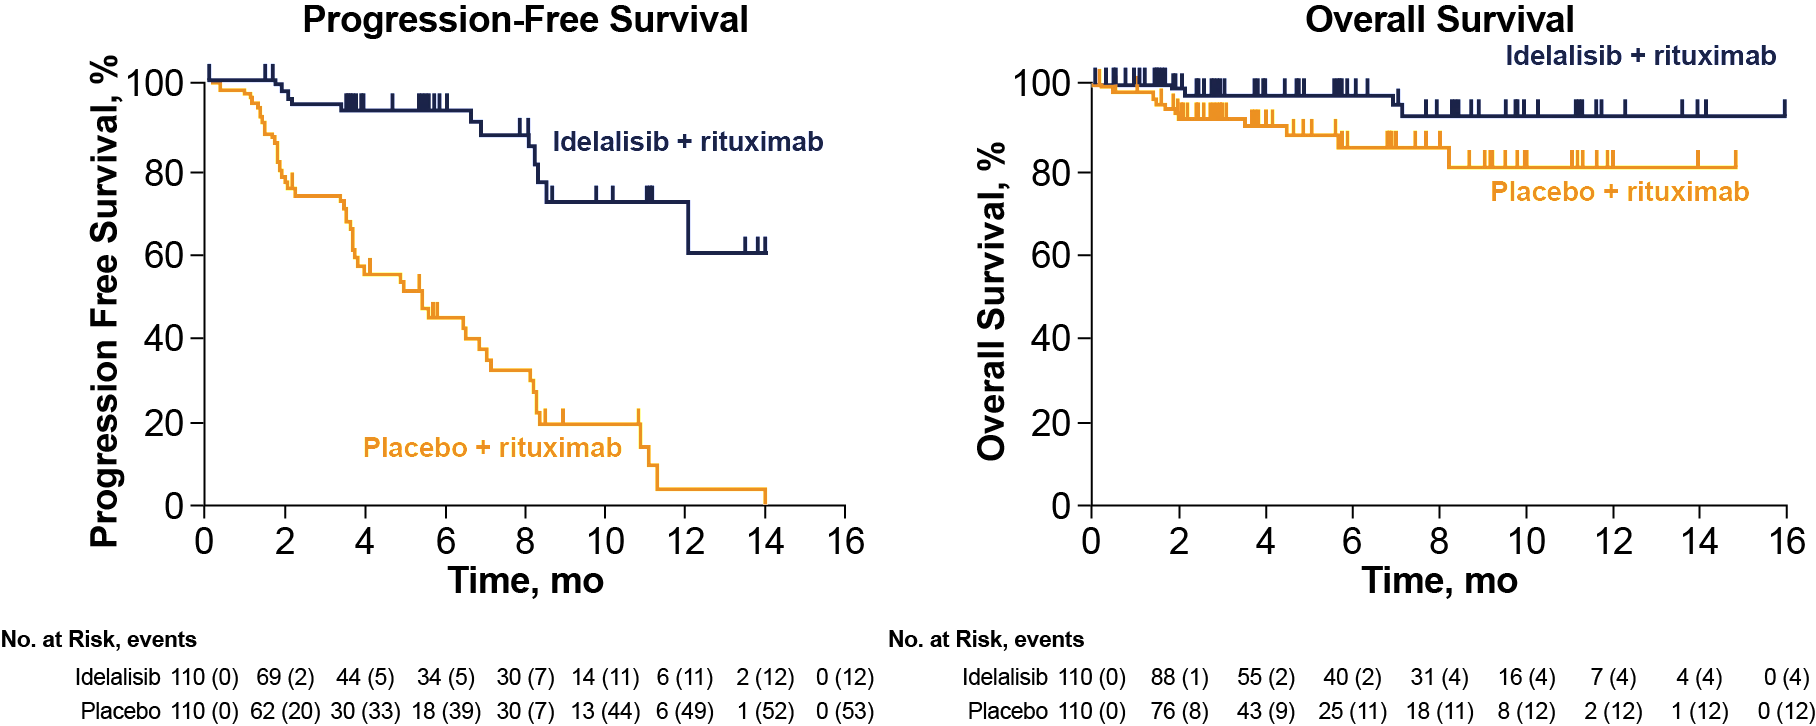 Progression-Free Survival
Progression Free Survival, %
100
80
60
40
20
0
Idelalisib + rituximab
Placebo + rituximab
0 2 4 6 8 10 12 14 16
Time, mo
No. at Risk, events
Idelalisib 110 (0) 69 (2) 44 (5) 34 (5) 30 (7) 14 (11) 6 (11) 2 (12) 0 (12)
Placebo 110 (0) 62 (20) 30 (33) 18 (39) 30 (7) 13 (44) 6 (49) 1 (52) 0 (53)
Overall Survival
Overall Survival, %
100
80
60
40
20
0
Idelalisib + rituximab
Placebo + rituximab
0 2 4 6 8 10 12 14 16
Time, mo
No. at Risk, events
Idelalisib 110 (0) 88 (1) 55 (2) 40 (2) 31 (4) 16 (4) 7 (4) 4 (4) 0 (4)
Placebo 110 (0) 76 (8) 43 (9) 25 (11) 18 (11) 8 (12) 2 (12) 1 (12) 0 (12)